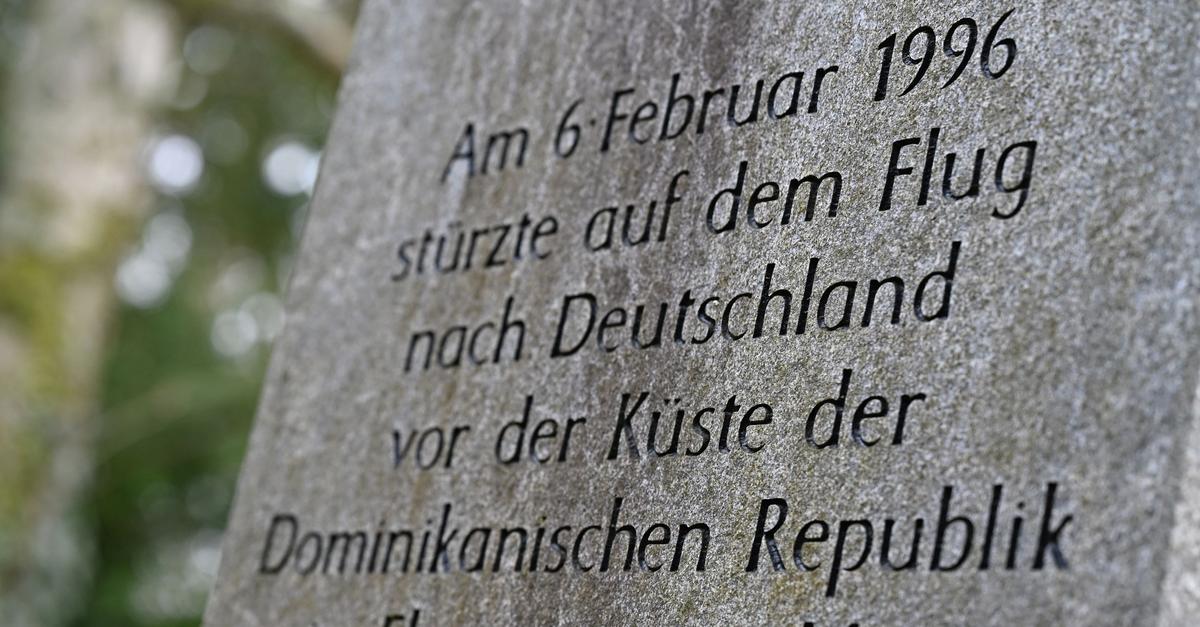 Am 6·Februar 1996
stürzte auf dem Flug
nach Deutschland
vor der Küste der
Dominikanischen Republik